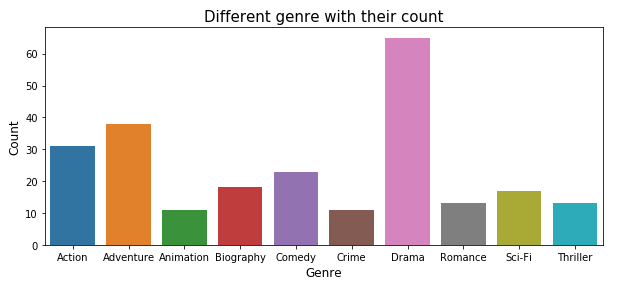 Different genre with their count
Count
60
50
40
30
20
10
0
Action Adventure Animation Biography Comedy Crime Drama Romance Sci-Fi Thriller
Genre